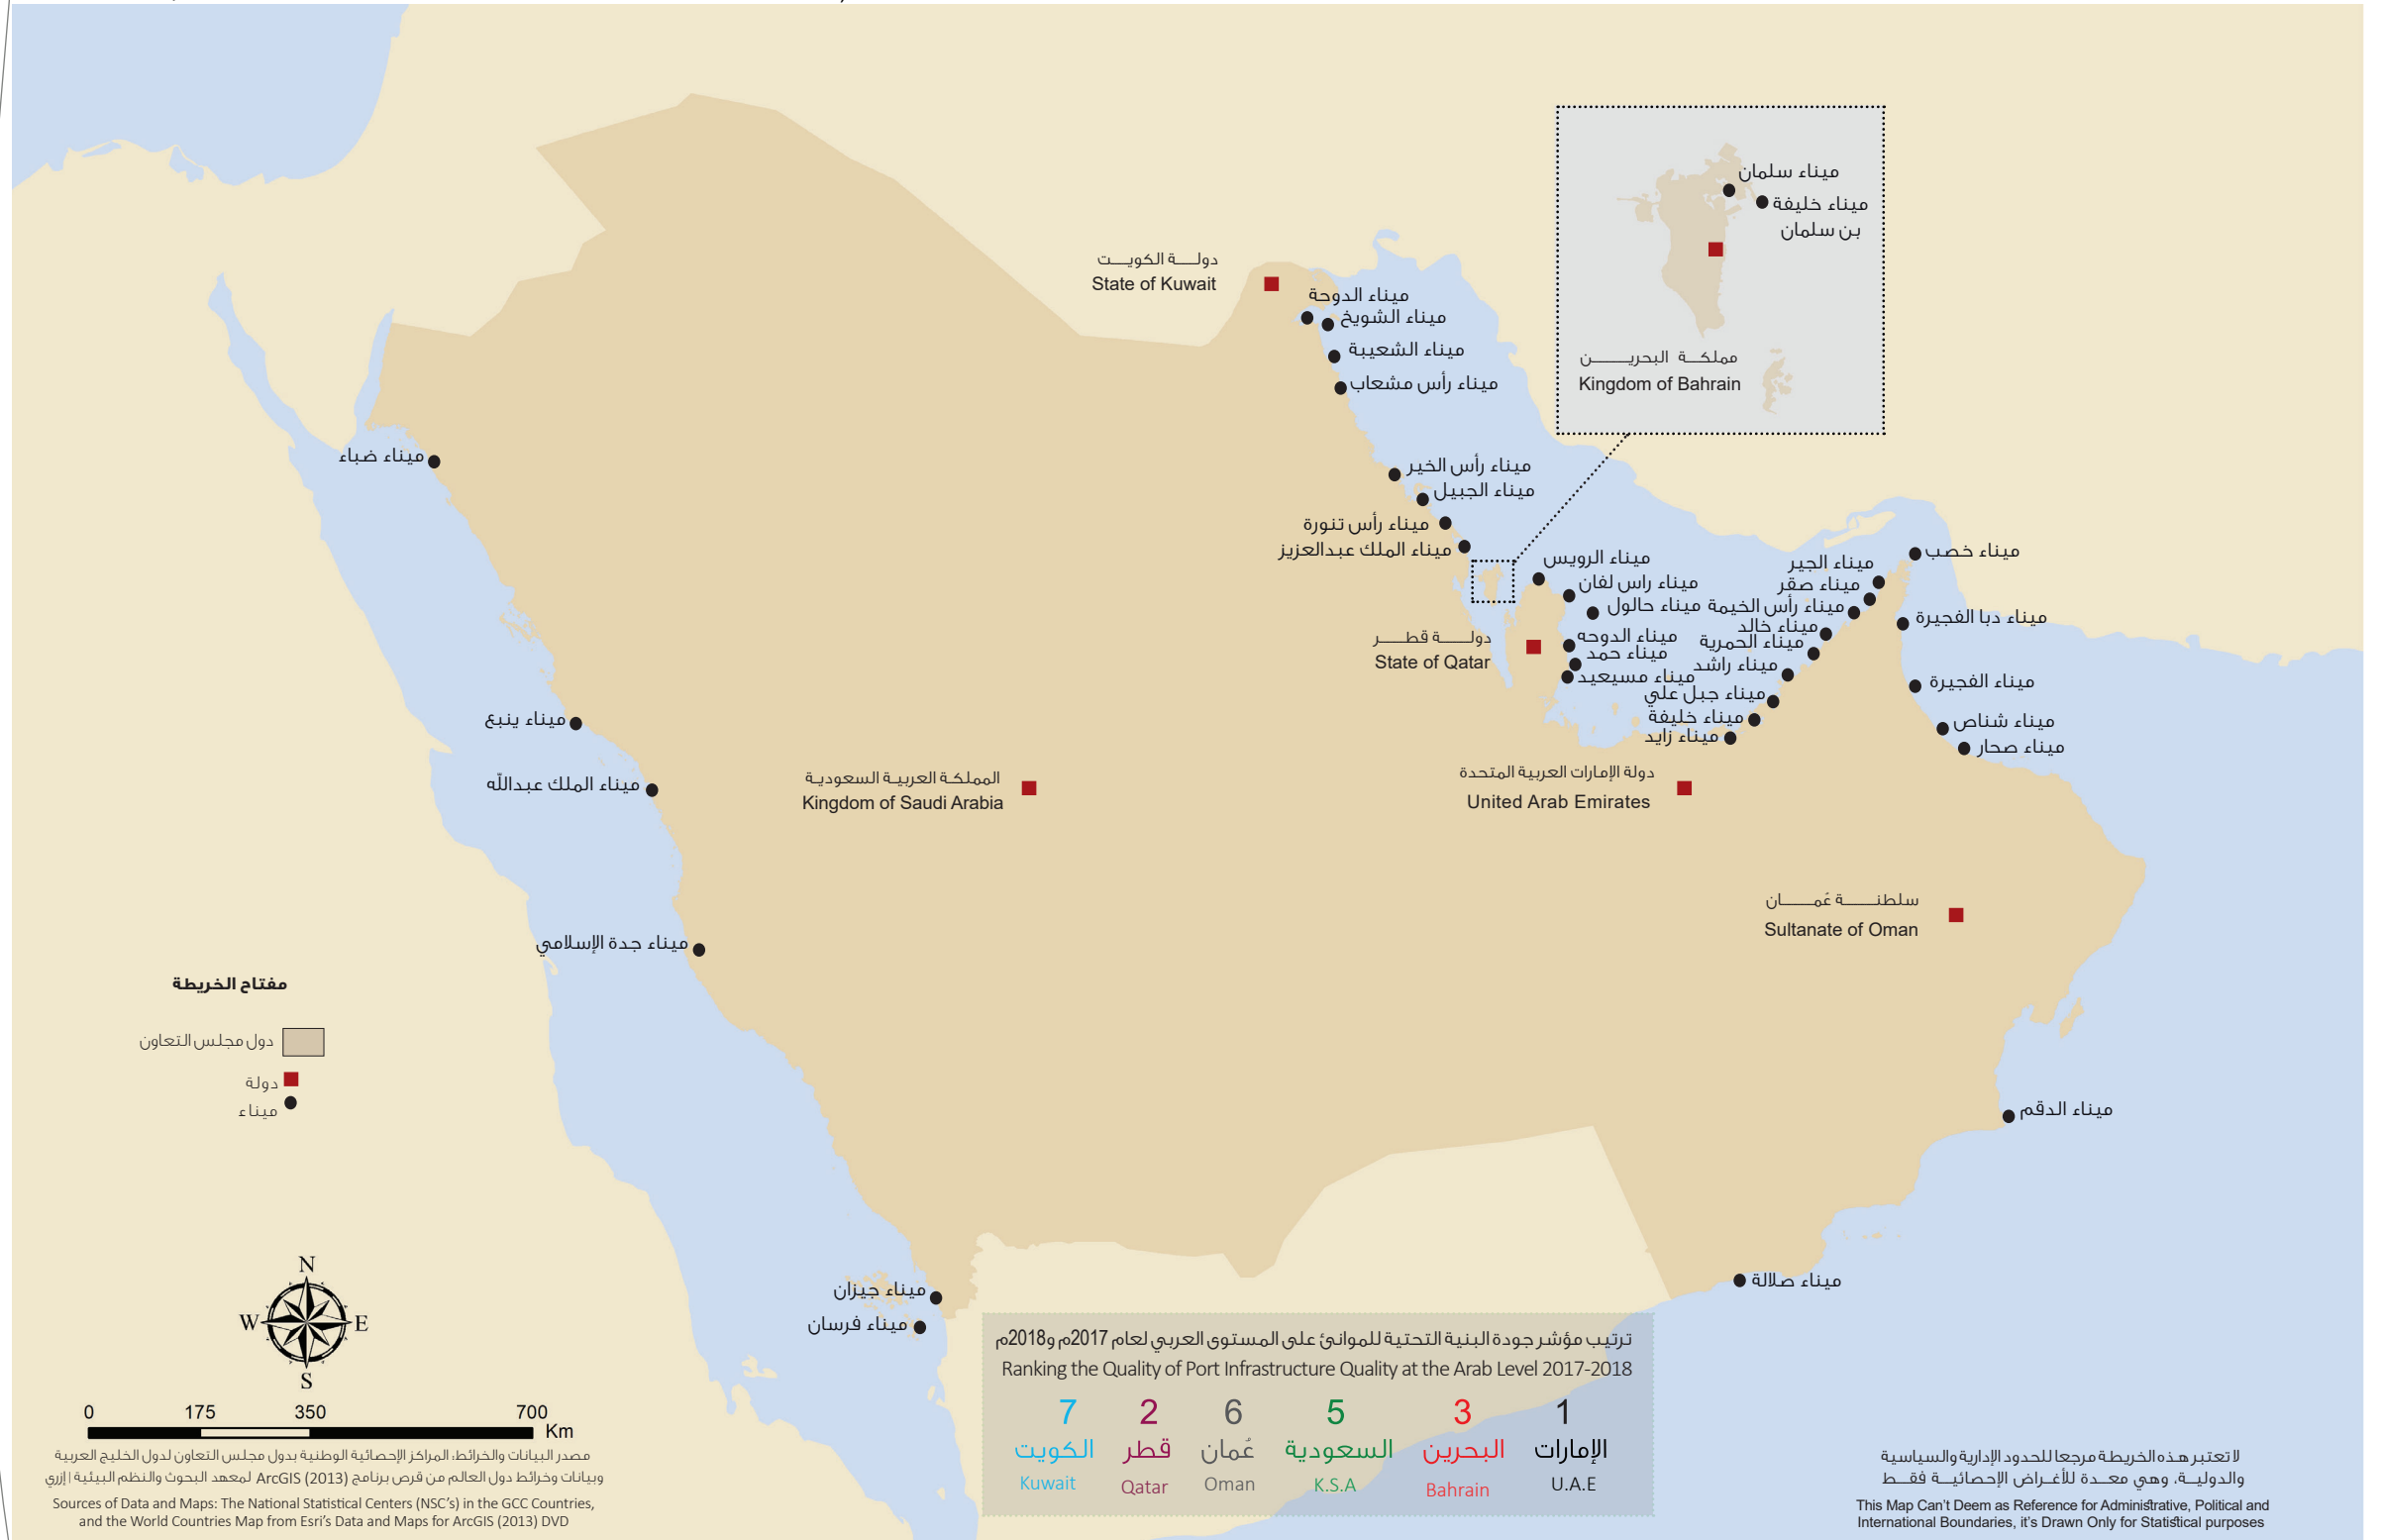 ميناء سلمان
ميناء خليفة
بن سلمان
مملكة البحرين
Kingdom of Bahrain
دولة الكويت
State of Kuwait
ميناء الدوحة
ميناء الشويخ
ميناء الشعيبة
ميناء رأس مشعاب
ميناء ضباء
ميناء رأس الخير
ميناء الجبيل
ميناء رأس تنورة
ميناء الملك عبدالعزيز
ميناء الرويس
ميناء راس لفان
ميناء حالول
ميناء الدوحه
ميناء حمد
ميناء مسيعيد
دولة قطر
State of Qatar
ميناء خصب
ميناء الجير
ميناء صقر
ميناء رأس الخيمة
ميناء خالد
ميناء الحمرية
ميناء راشد
ميناء جبل علي
ميناء خليفة
ميناء زايد
ميناء دبا الفجيرة
ميناء الفجيرة
ميناء شناص
ميناء صحار
ميناء ينبع
ميناء الملك عبدالله
المملكة العربية السعودية
Kingdom of Saudi Arabia
دولة الإمارات العربية المتحدة
United Arab Emirates
سلطنة عُمان
Sultanate of Oman
ميناء جدة الإسلامي
مفتاح الخريطة
دول مجلس التعاون
دولة
ميناء
ميناء الدقم
ميناء صلالة
ميناء جيزان
ميناء فرسان
N
W
E
S
0 175 350 700
Km
مصدر البيانات والخرائط: المراكز الإحصائية الوطنية بدول مجلس التعاون لدول الخليج العربية
وبيانات وخرائط دول العالم من قرص برنامج ArcGIS (2013) لمعهد البحوث والنظم البيئية | إزري
Sources of Data and Maps: The National Statistical Centers (NSC's) in the GCC Countries,
and the World Countries Map from Esri's Data and Maps for ArcGIS (2013) DVD
ترتيب مؤشر جودة البنية التحتية للموانئ على المستوى العربي لعام 2017م و2018م
Ranking the Quality of Port Infrastructure Quality at the Arab Level 2017-2018
7 2 6 5 3 1
الإمارات البحرين السعودية عُمان قطر الكويت
Kuwait Qatar Oman K.S.A Bahrain U.A.E
لا تعتبر هذه الخريطة مرجعا للحدود الإدارية والسياسية
والدولية، وهي معدة للأغراض الإحصائية فقط
This Map Can't Deem as Reference for Administrative, Political and
International Boundaries, it's Drawn Only for Statistical purposes